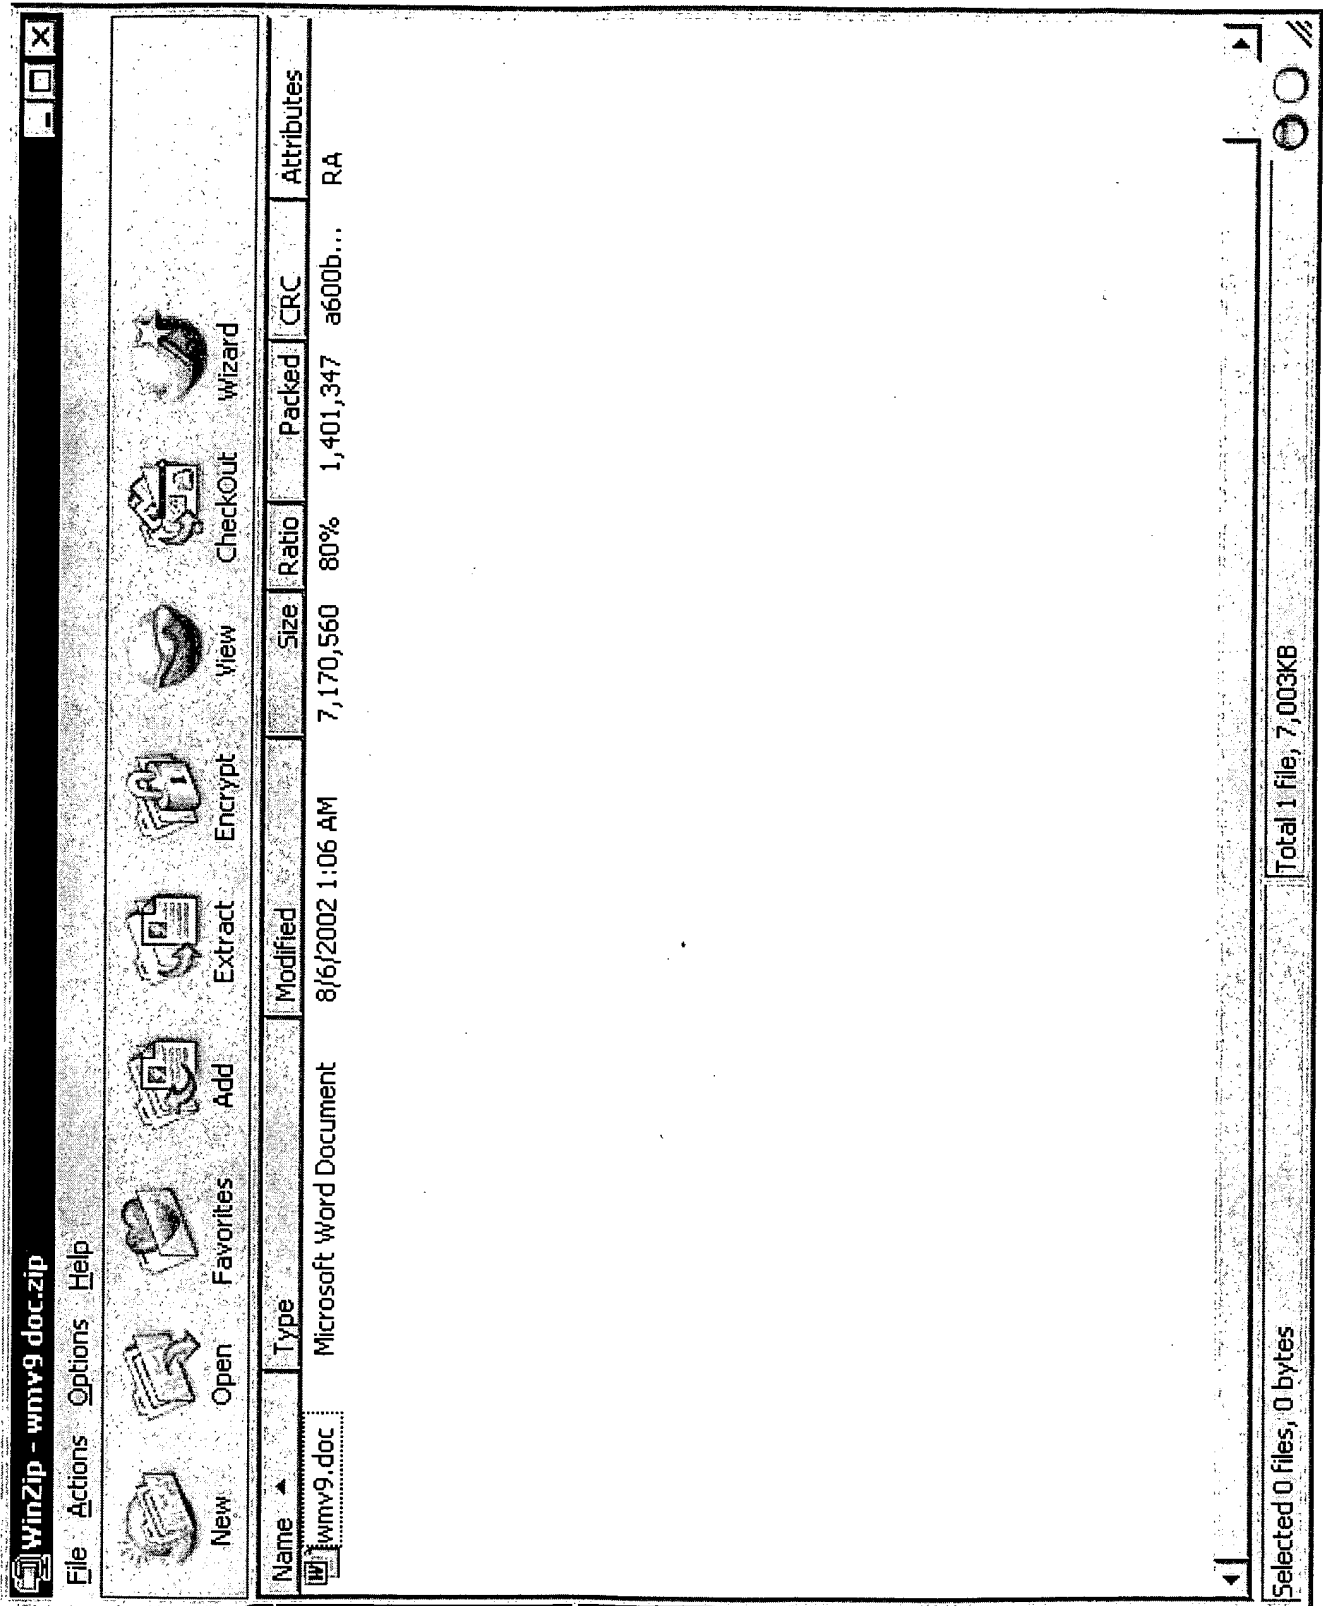 WinZip - wmv9 doc.zip
File Actions Options Help
New Open Favorites Add Extract Encrypt View CheckOut Wizard
Name Type Modified Size Ratio Packed CRC Attributes
wmv9.doc Microsoft Word Document 8/6/2002 1:06 AM 7,170,560 80% 1,401,347 a600b... RA
Selected 0 files, 0 bytes Total 1 file, 7,003KB